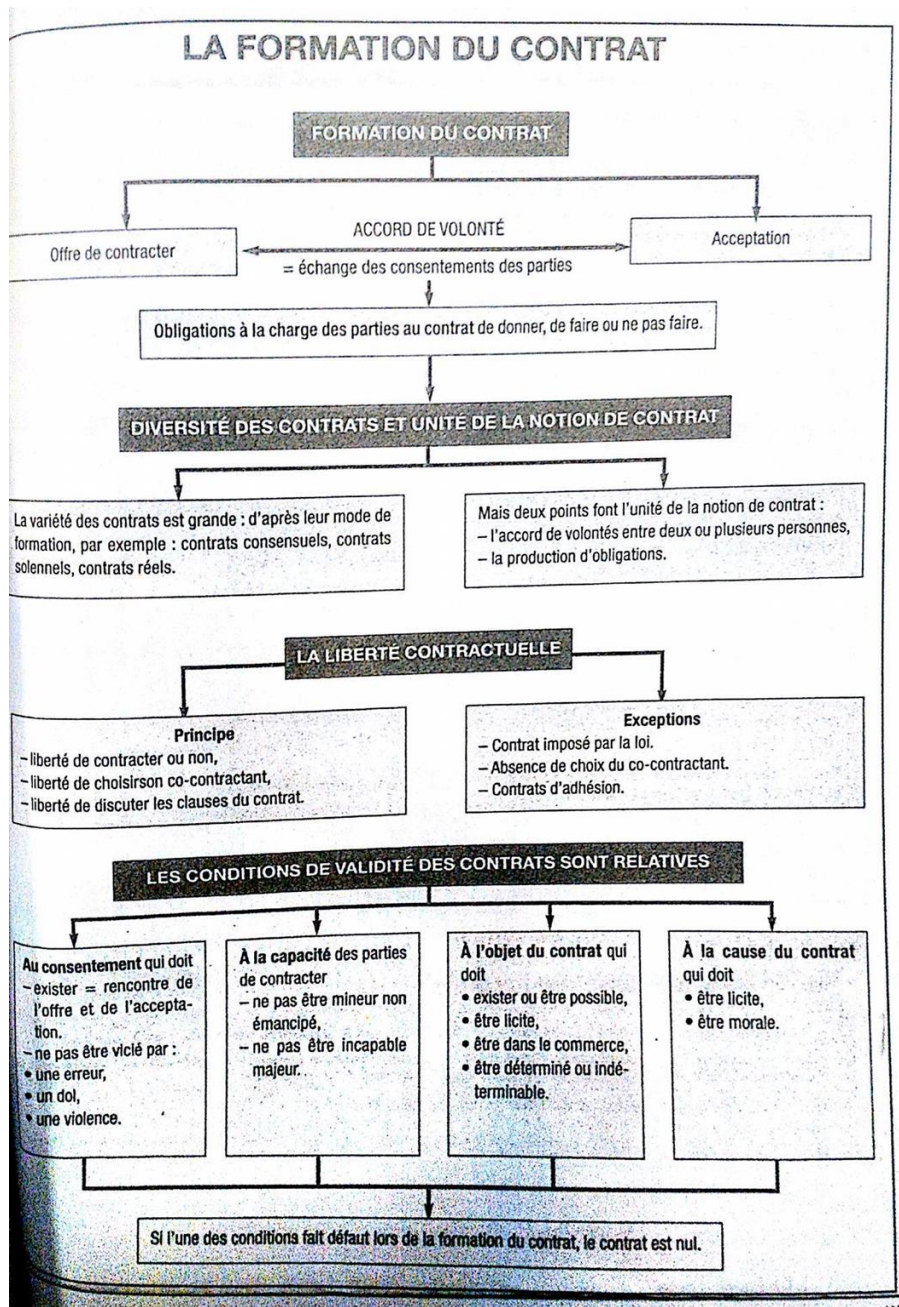 LA FORMATION DU CONTRAT
FORMATION DU CONTRAT
Offre de contracter
ACCORD DE VOLONTÉ
= échange des consentements des parties
Acceptation
Obligations à la charge des parties au contrat de donner, de faire ou ne pas faire.
DIVERSITÉ DES CONTRATS ET UNITÉ DE LA NOTION DE CONTRAT
La variété des contrats est grande : d'après leur mode de
formation, par exemple : contrats consensuels, contrats
solennels, contrats réels.
Mais deux points font l'unité de la notion de contrat :
– l'accord de volontés entre deux ou plusieurs personnes,
– la production d'obligations.
LA LIBERTÉ CONTRACTUELLE
Principe
– liberté de contracter ou non,
– liberté de choisirson co-contractant,
– liberté de discuter les clauses du contrat.
Exceptions
– Contrat imposé par la loi.
– Absence de choix du co-contractant.
– Contrats d'adhésion.
LES CONDITIONS DE VALIDITÉ DES CONTRATS SONT RELATIVES
Au consentement qui doit
– exister = rencontre de
l'offre et de l'accepta-
tion.
– ne pas être vicié par :
• une erreur,
• un dol,
• une violence.
À la capacité des parties
de contracter
– ne pas être mineur non
émancipé,
– ne pas être incapable
majeur.
À l'objet du contrat qui
doit
• exister ou être possible,
• être licite,
• être dans le commerce,
• être déterminé ou indé-
terminable.
À la cause du contrat
qui doit
• être licite,
• être morale.
Si l'une des conditions fait défaut lors de la formation du contrat, le contrat est nul.